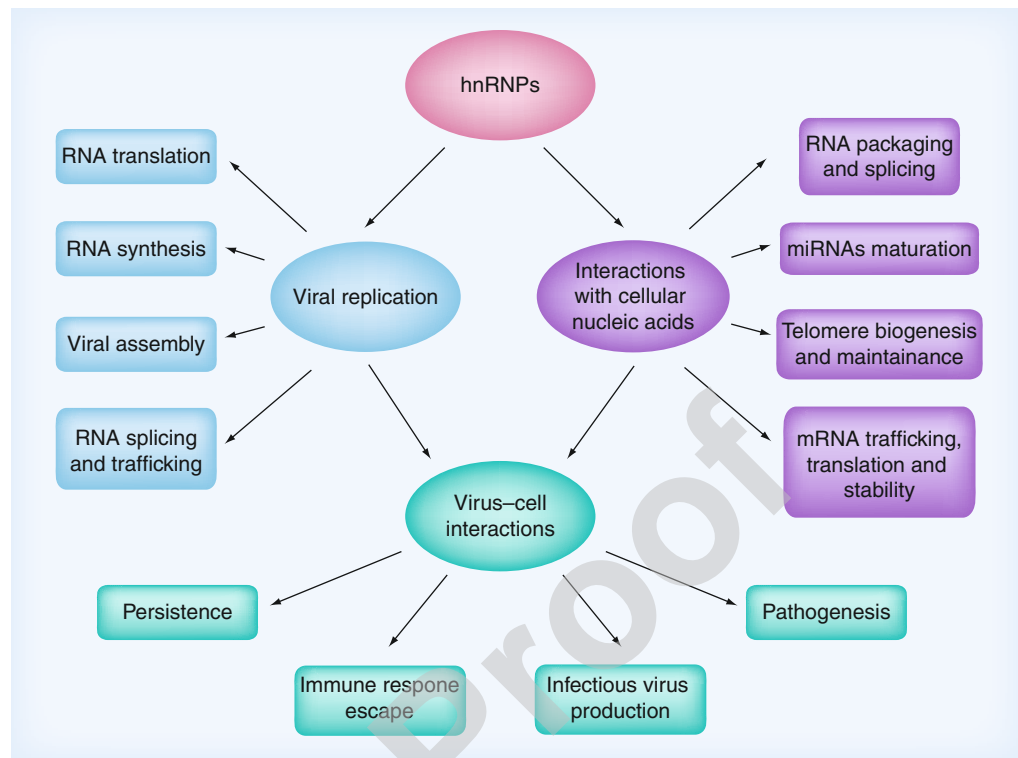 hnRNPs
RNA translation
RNA synthesis
Viral assembly
RNA splicing
and trafficking
Viral replication
Interactions
with cellular
nucleic acids
RNA packaging
and splicing
miRNAs maturation
Telomere biogenesis
and maintainance
mRNA trafficking,
translation and
stability
Virus–cell
interactions
Persistence
Immune respone
escape
Infectious virus
production
Pathogenesis
Proof